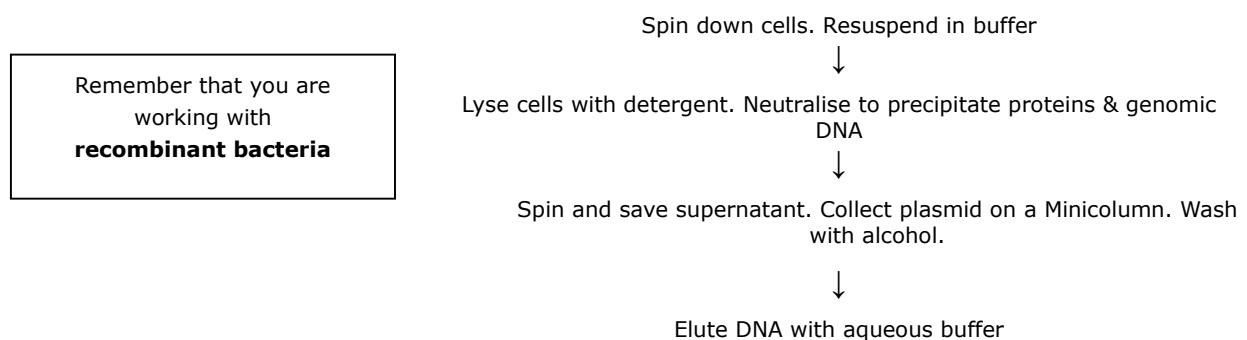 Remember that you are
working with
recombinant bacteria
Spin down cells. Resuspend in buffer
↓
Lyse cells with detergent. Neutralise to precipitate proteins & genomic
DNA
↓
Spin and save supernatant. Collect plasmid on a Minicolumn. Wash
with alcohol.
↓
Elute DNA with aqueous buffer